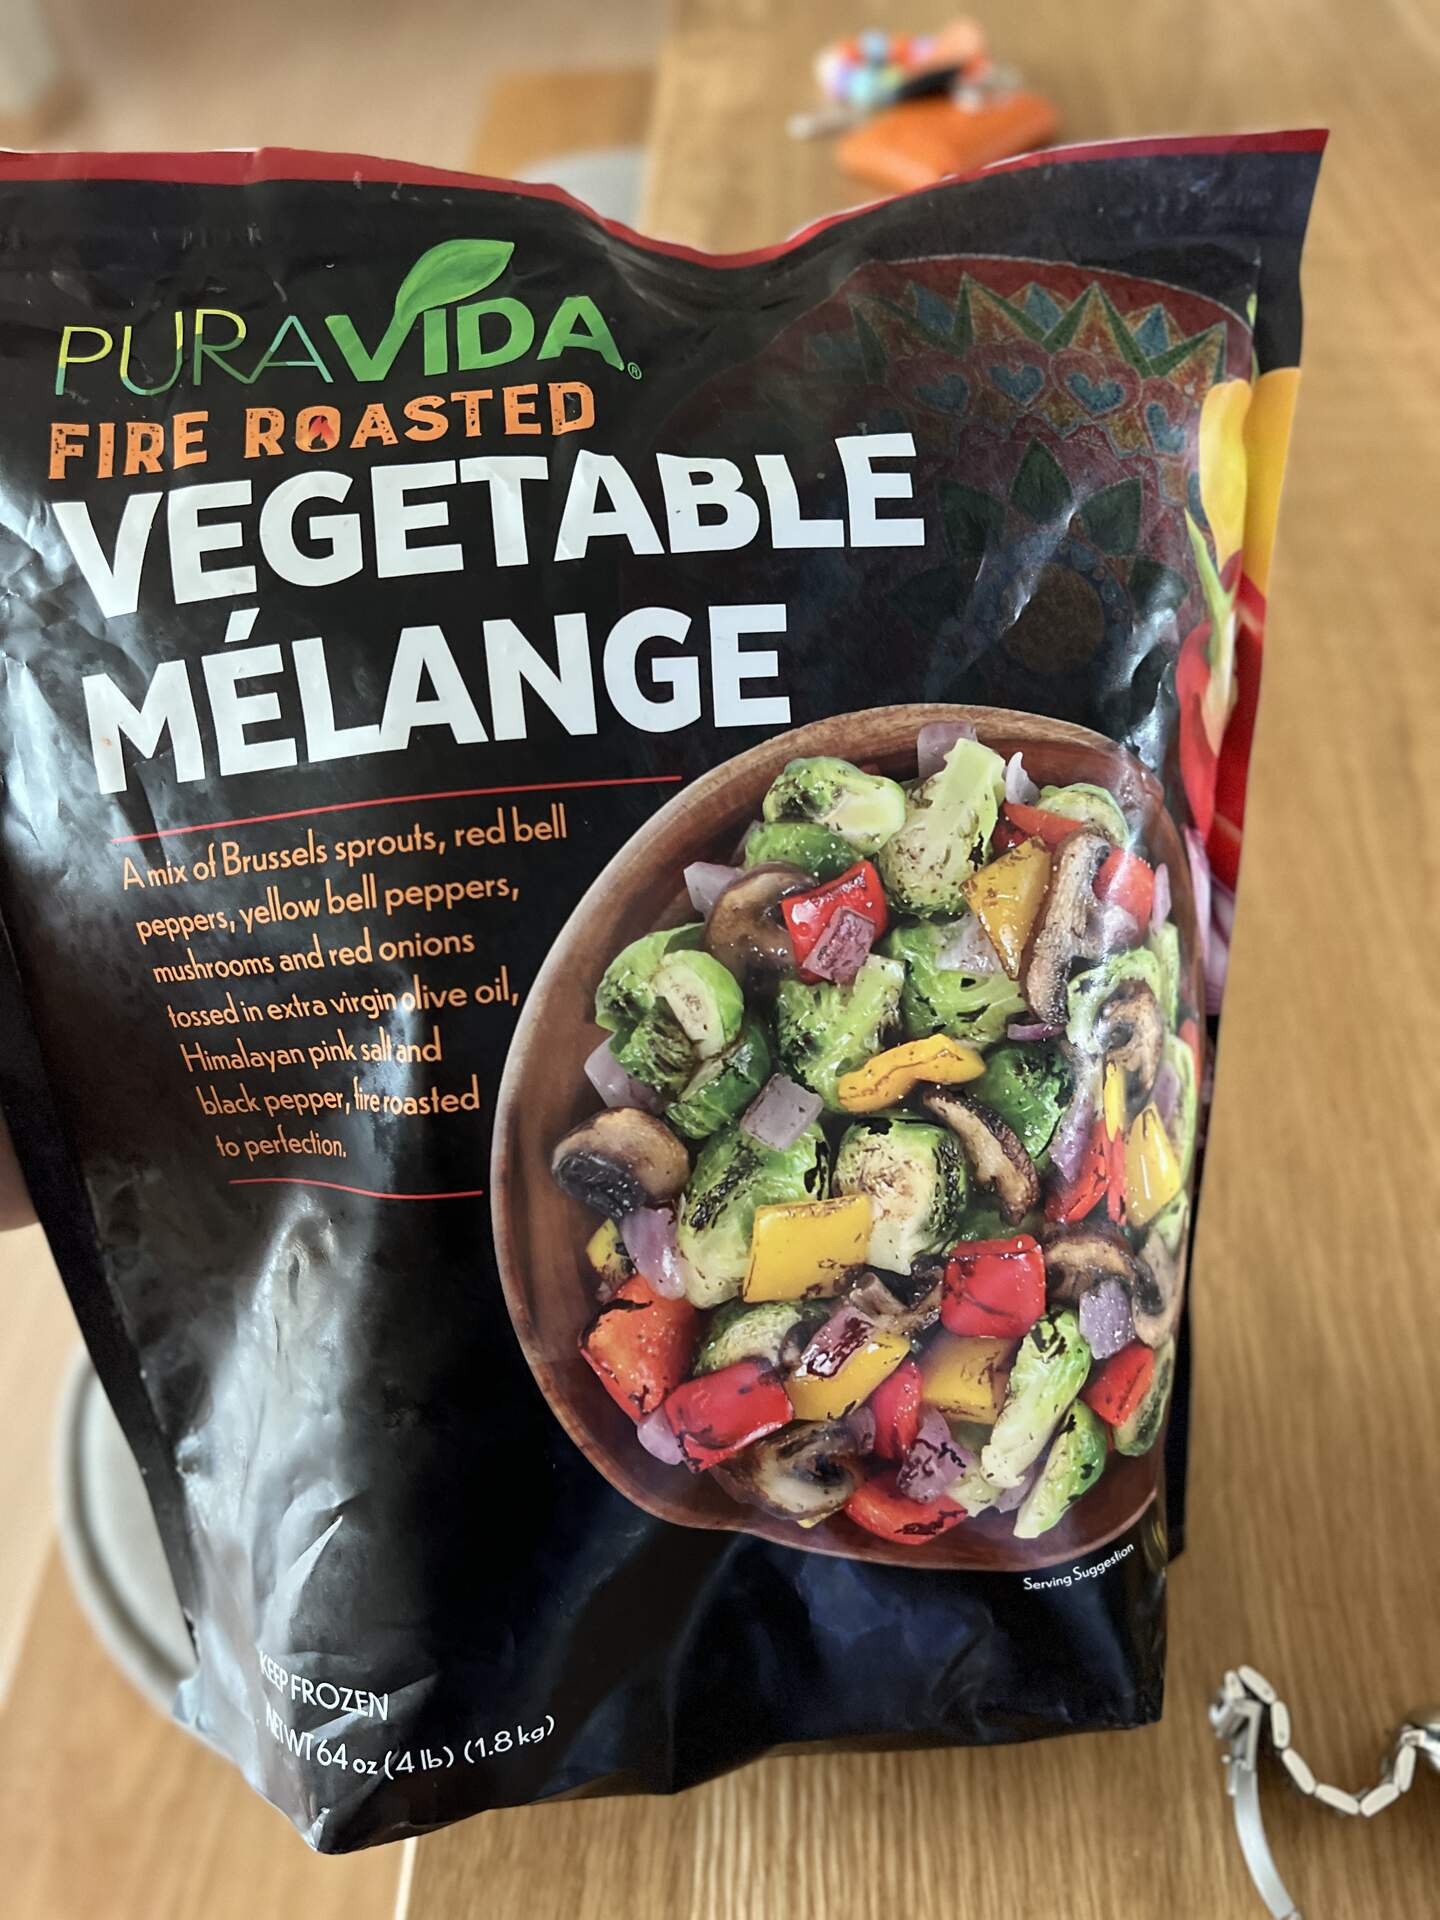 PURAVIDA®
FIRE ROASTED
VEGETABLE
MÉLANGE
A mix of Brussels sprouts, red bell
peppers, yellow bell peppers,
mushrooms and red onions
tossed in extra virgin olive oil,
Himalayan pink salt and
black pepper, fire roasted
to perfection.
Serving Suggestion
KEEP FROZEN
NET WT 64 oz (4 lb) (1.8 kg)